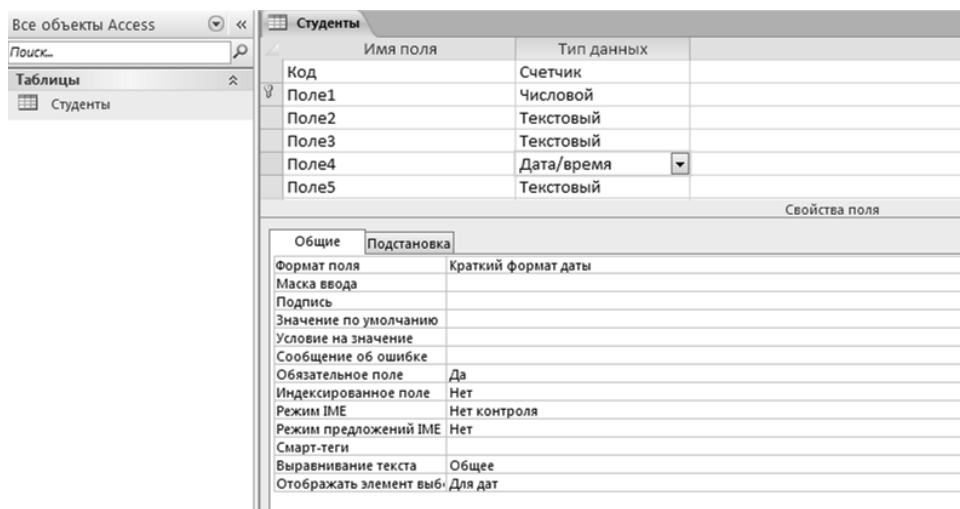 Все объекты Access
Поиск...
Таблицы
Студенты
Студенты
Имя поля Тип данных
Код Счетчик
Поле1 Числовой
Поле2 Текстовый
Поле3 Текстовый
Поле4 Дата/время
Поле5 Текстовый
Свойства поля
Общие Подстановка
Формат поля Краткий формат даты
Маска ввода
Подпись
Значение по умолчанию
Условие на значение
Сообщение об ошибке
Обязательное поле Да
Индексированное поле Нет
Режим IME Нет контроля
Режим предложений IME Нет
Смарт-теги
Выравнивание текста Общее
Отображать элемент выб Для дат